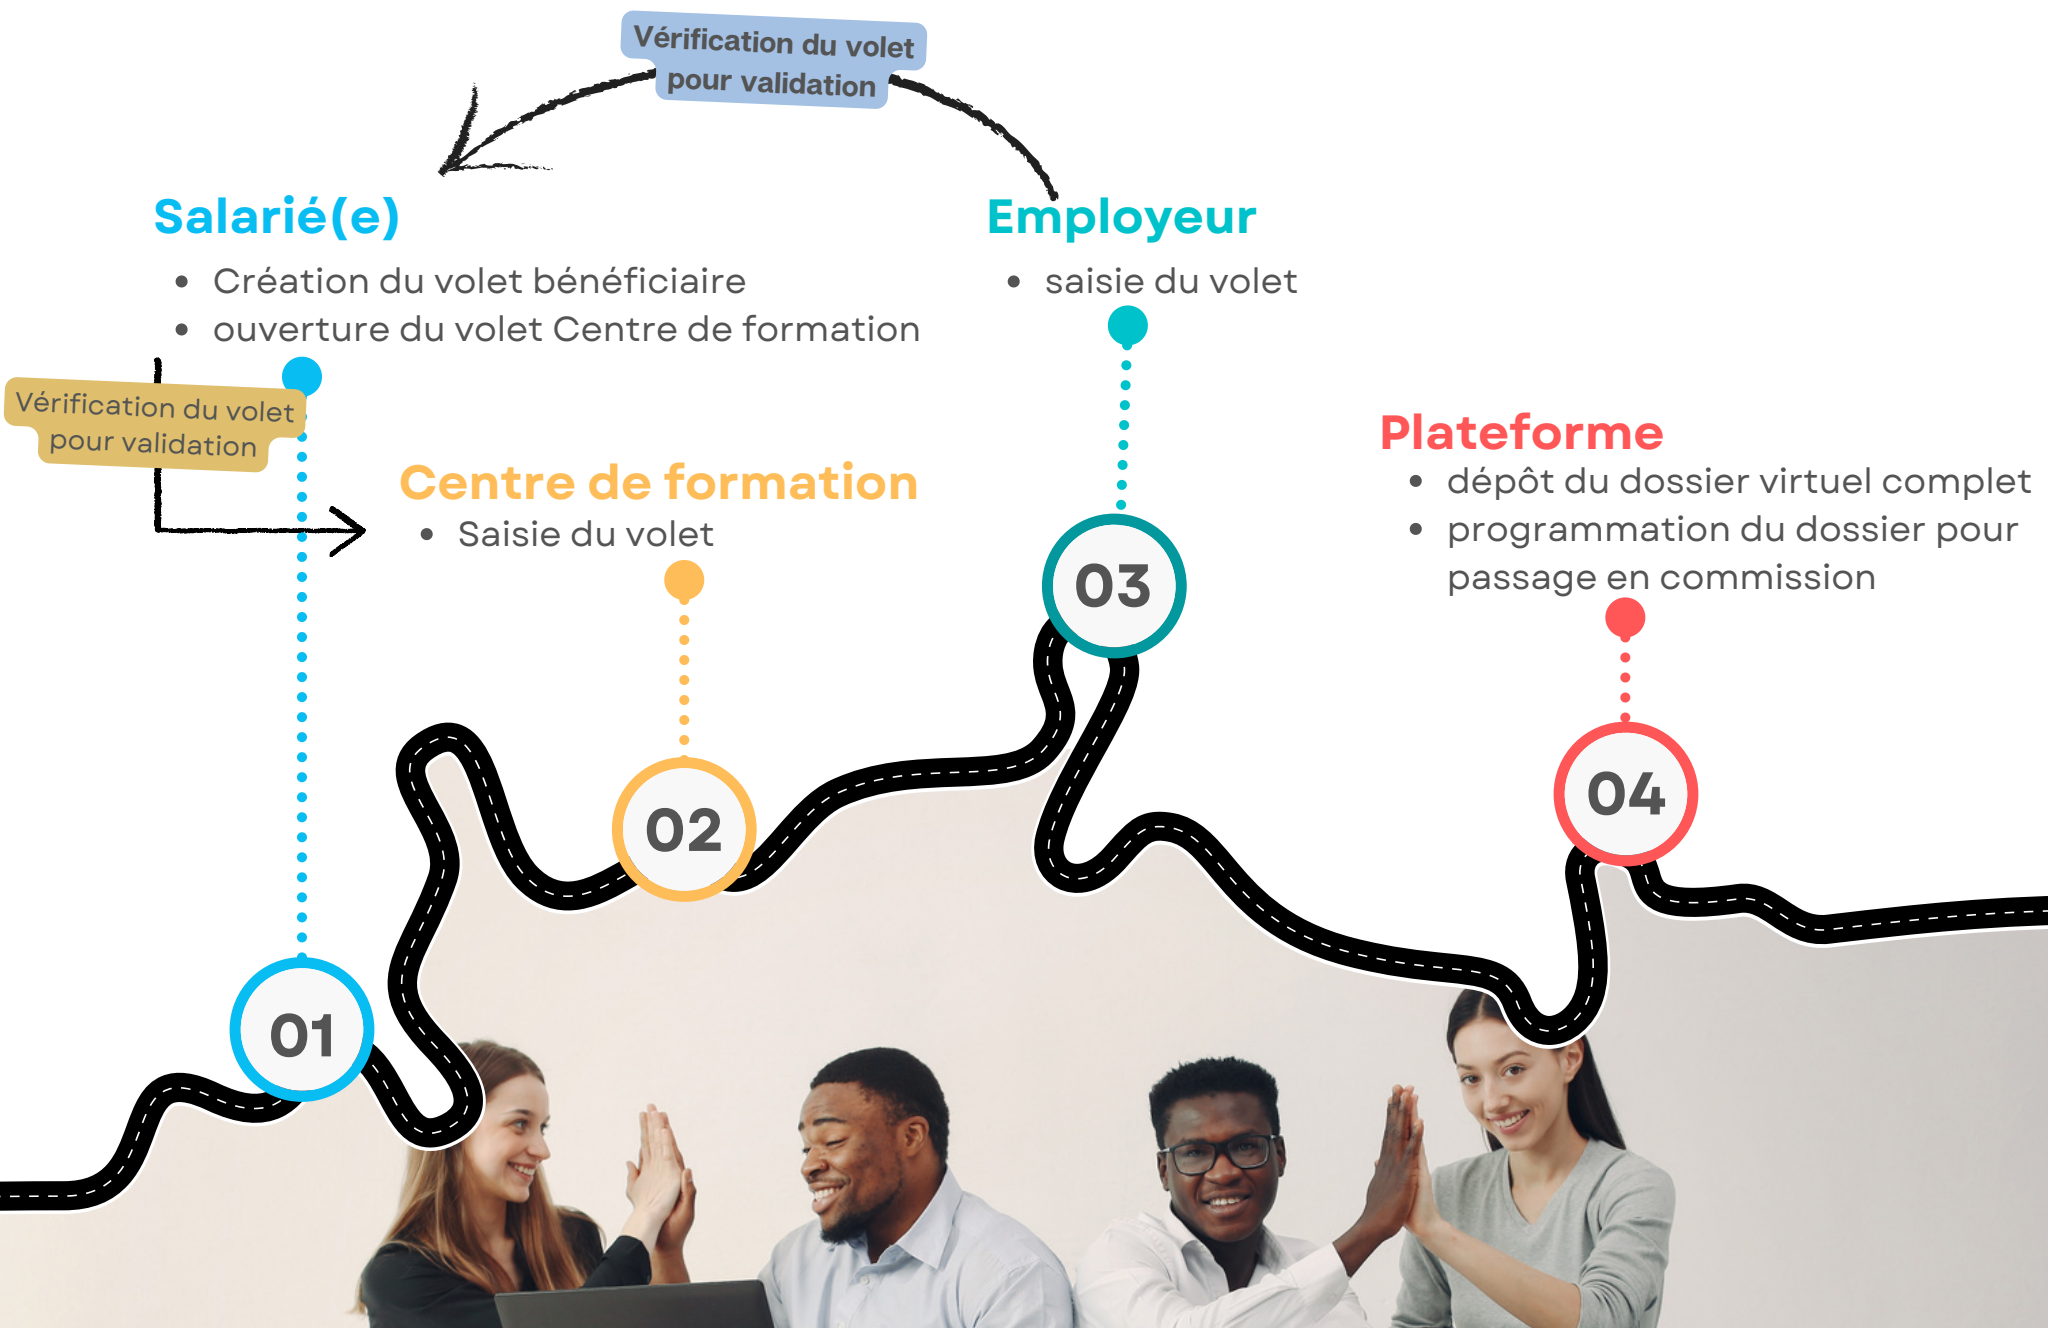 Vérification du volet
pour validation
Salarié(e)
• Création du volet bénéficiaire
• ouverture du volet Centre de formation
Employeur
• saisie du volet
Vérification du volet
pour validation
Centre de formation
• Saisie du volet
Plateforme
• dépôt du dossier virtuel complet
• programmation du dossier pour
passage en commission
03
04
02
01